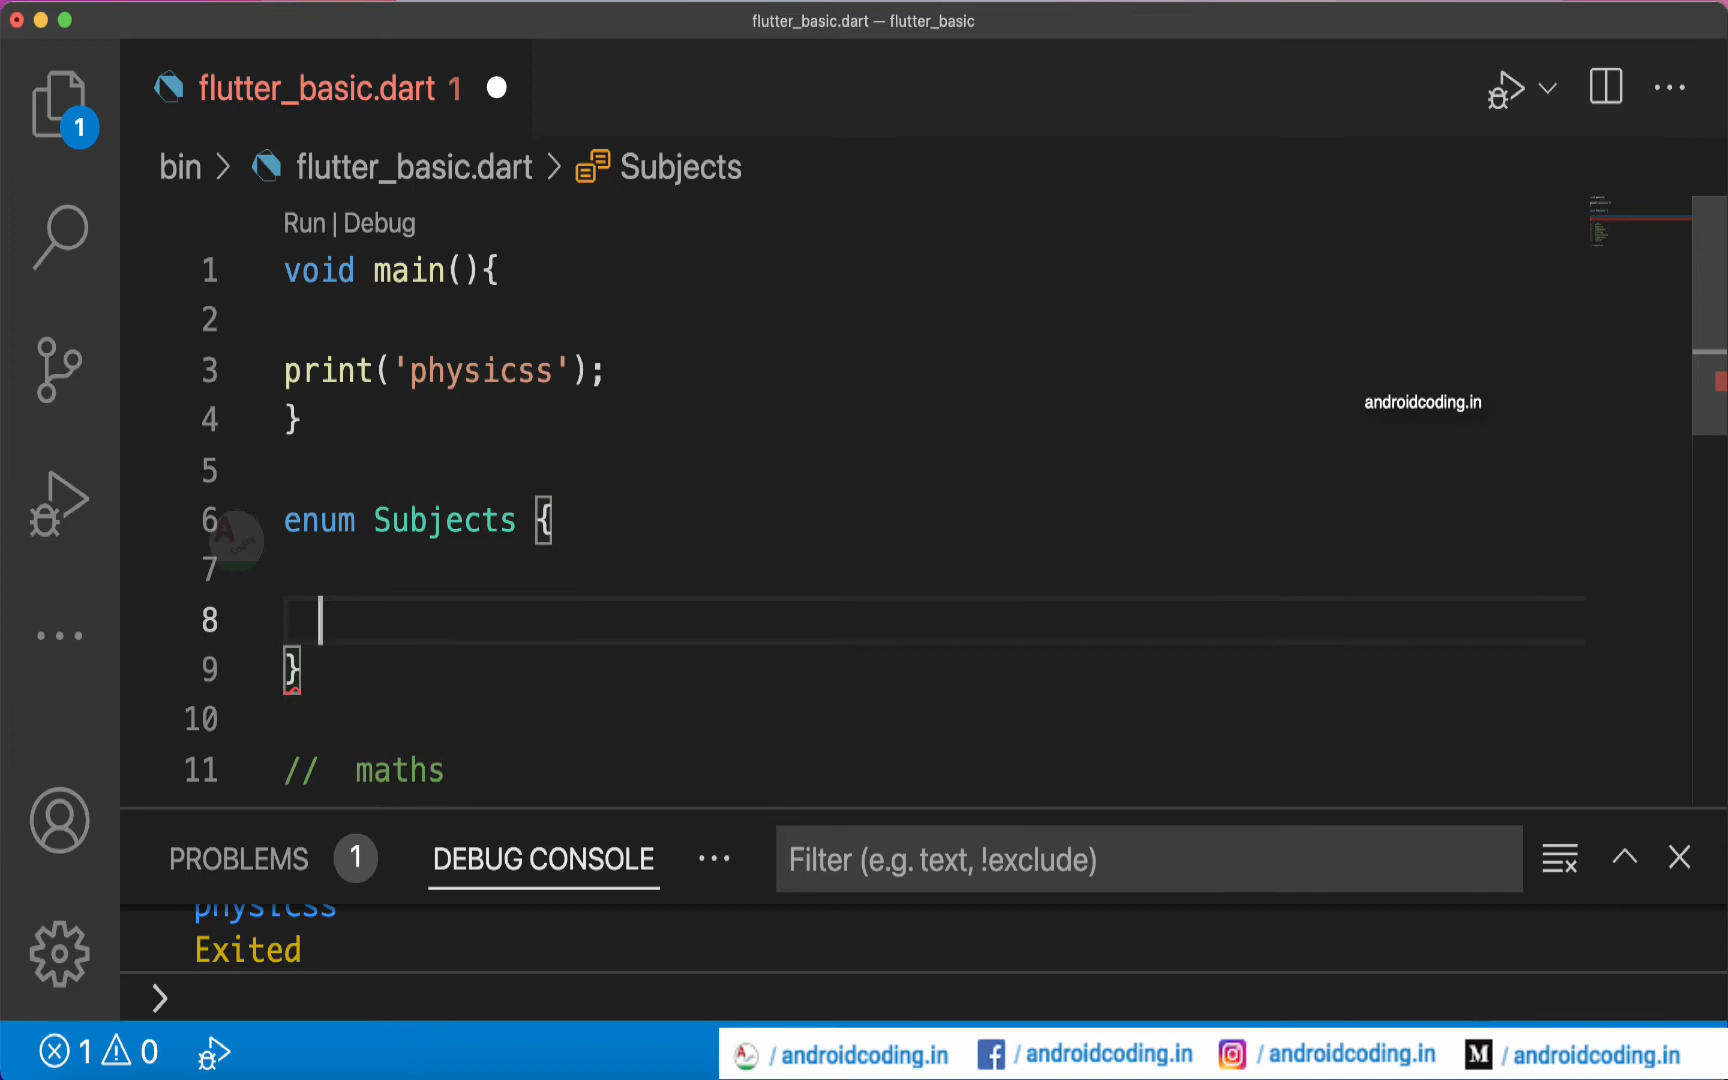 flutter_basic.dart — flutter_basic
flutter_basic.dart 1
1
bin > flutter_basic.dart > Subjects
Run | Debug
1 void main(){
2
3 print('physicss');
4 }
androidcoding.in
5
6 enum Subjects {
7
8
9 }
10
11 // maths
PROBLEMS 1 DEBUG CONSOLE ... Filter (e.g. text, !exclude)
physicss
Exited
>
1 0
/ androidcoding.in / androidcoding.in / androidcoding.in M / androidcoding.in